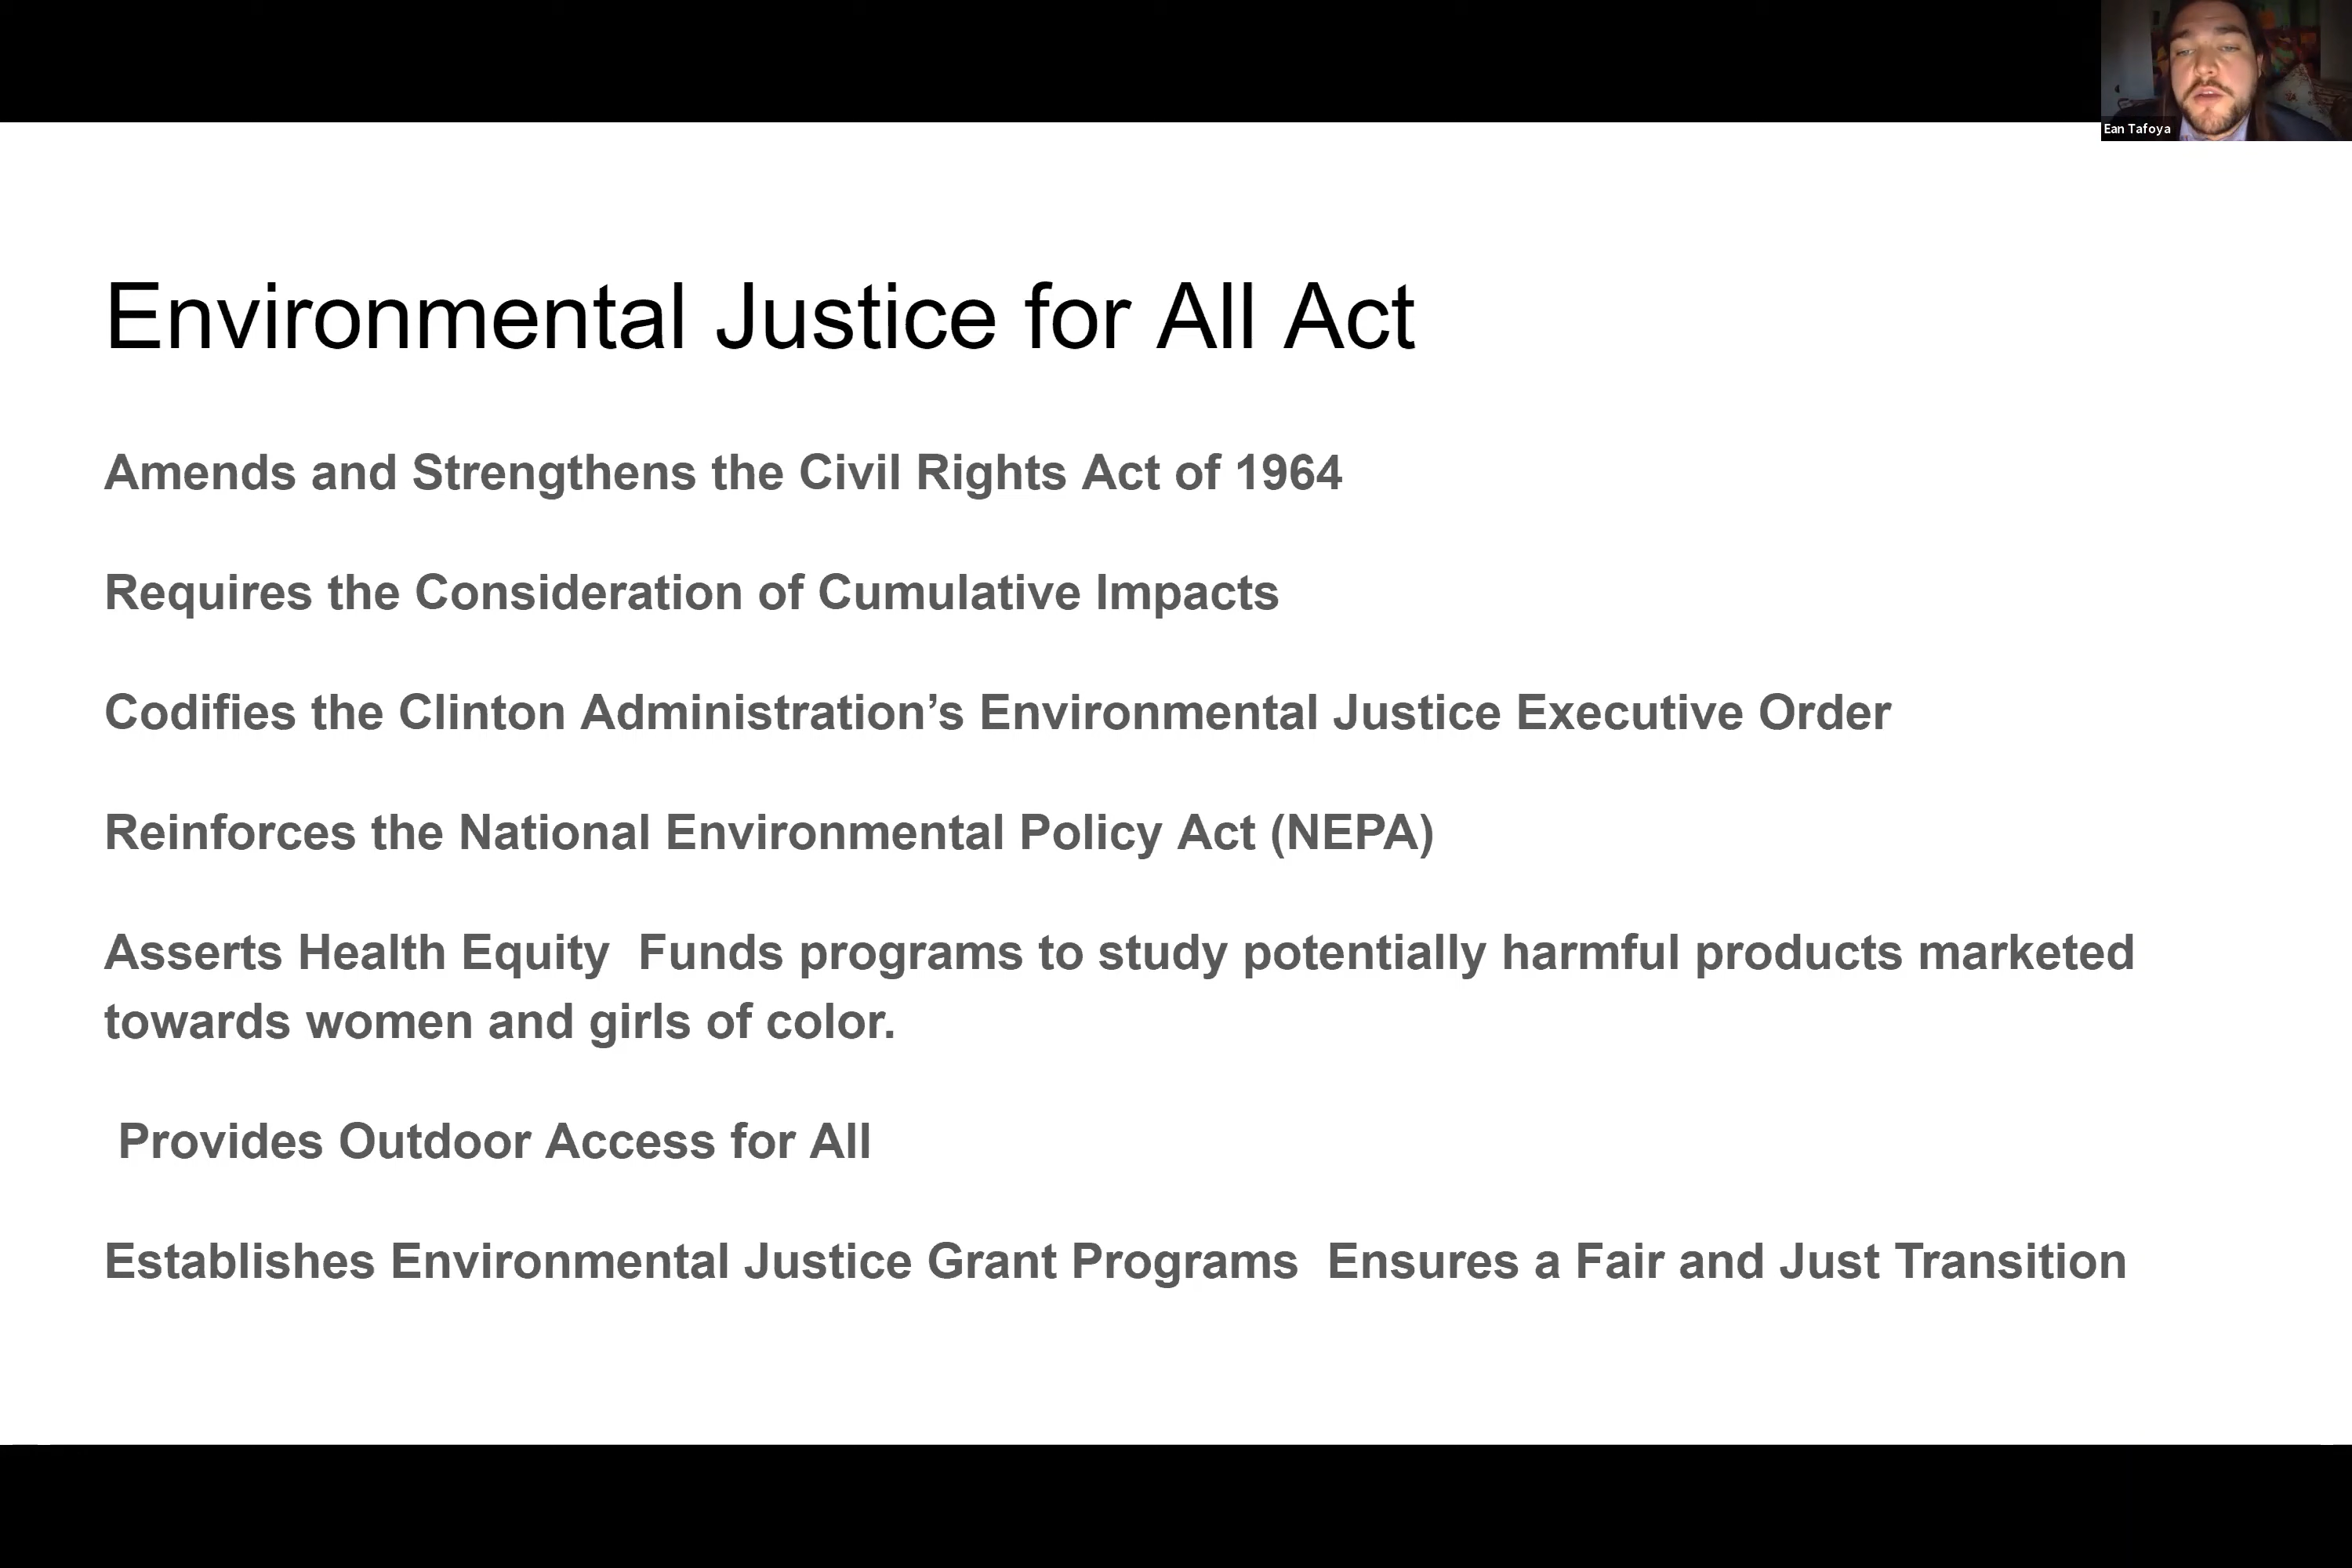 Ean Tafoya
Environmental Justice for All Act
Amends and Strengthens the Civil Rights Act of 1964
Requires the Consideration of Cumulative Impacts
Codifies the Clinton Administration’s Environmental Justice Executive Order
Reinforces the National Environmental Policy Act (NEPA)
Asserts Health Equity  Funds programs to study potentially harmful products marketed
towards women and girls of color.
Provides Outdoor Access for All
Establishes Environmental Justice Grant Programs  Ensures a Fair and Just Transition